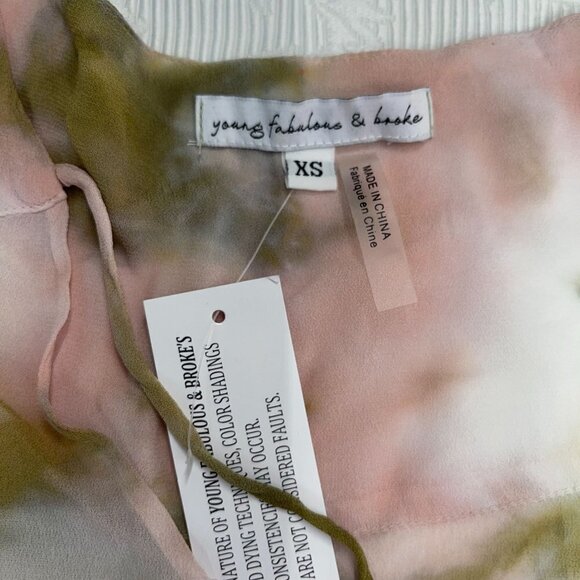 young fabulous & broke
XS
MADE IN CHINA
Fabriqué en Chine
NATURE OF YOUNG FABULOUS & BROKE'S
DYING TECHNIQUES, COLOR SHADINGS
MAY OCCUR.
ARE NOT CONSIDERED FAULTS.